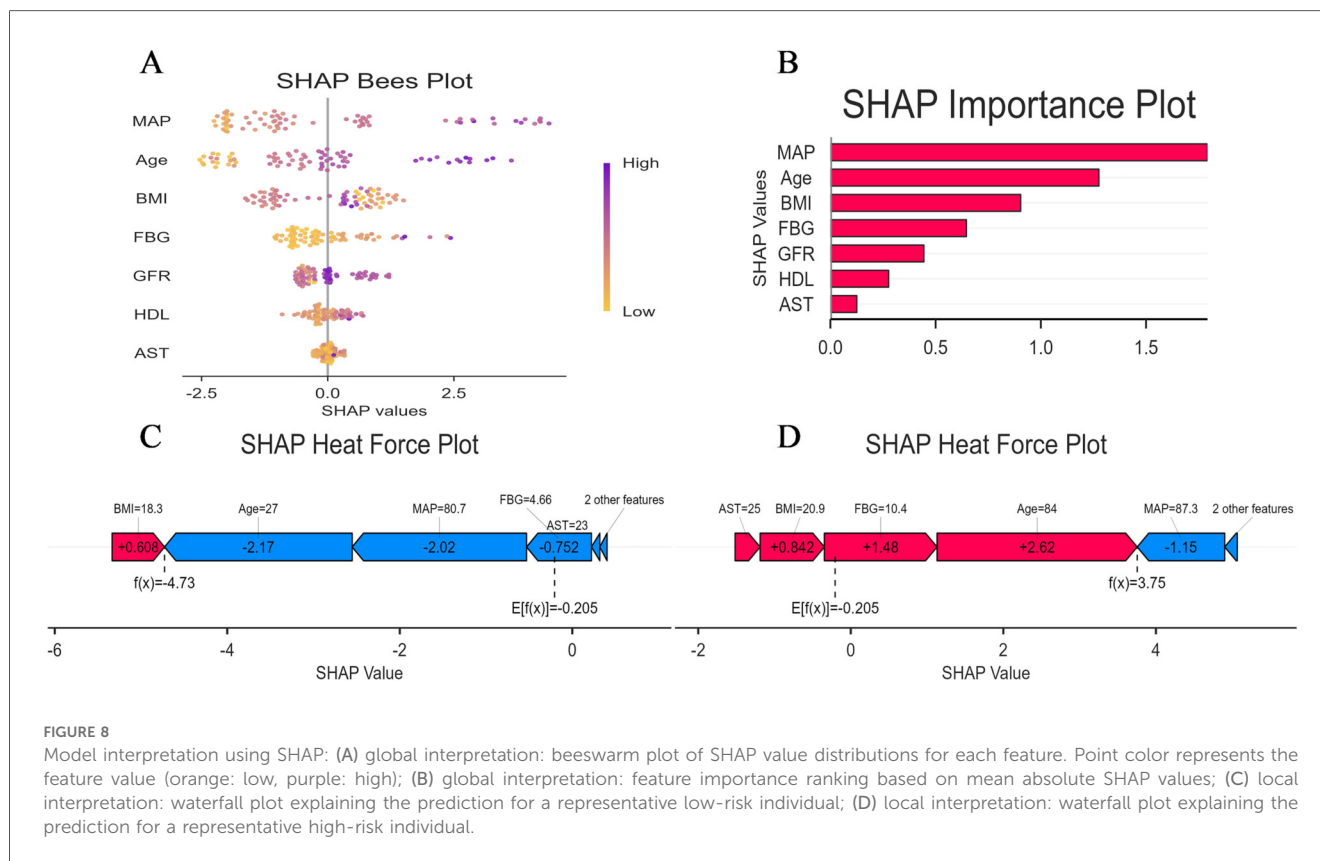 A
SHAP Bees Plot
MAP
Age
BMI
FBG
GFR
HDL
AST
High
Low
-2.5 0.0 2.5
SHAP values
B
SHAP Importance Plot
SHAP Values
MAP
Age
BMI
FBG
GFR
HDL
AST
0.0 0.5 1.0 1.5
C
SHAP Heat Force Plot
BMI=18.3 Age=27 MAP=80.7 FBG=4.66 AST=23 2 other features
+0.608 -2.17 -2.02 -0.752
f(x)=-4.73
E[f(x)]=-0.205
-6 -4 -2 0
SHAP Value
D
SHAP Heat Force Plot
AST=25 BMI=20.9 FBG=10.4 Age=84 MAP=87.3 2 other features
+0.842 +1.48 +2.62 -1.15
E[f(x)]=-0.205
f(x)=3.75
-2 0 2 4
SHAP Value
FIGURE 8
Model interpretation using SHAP: (A) global interpretation: beeswarm plot of SHAP value distributions for each feature. Point color represents the
feature value (orange: low, purple: high); (B) global interpretation: feature importance ranking based on mean absolute SHAP values; (C) local
interpretation: waterfall plot explaining the prediction for a representative low-risk individual; (D) local interpretation: waterfall plot explaining the
prediction for a representative high-risk individual.